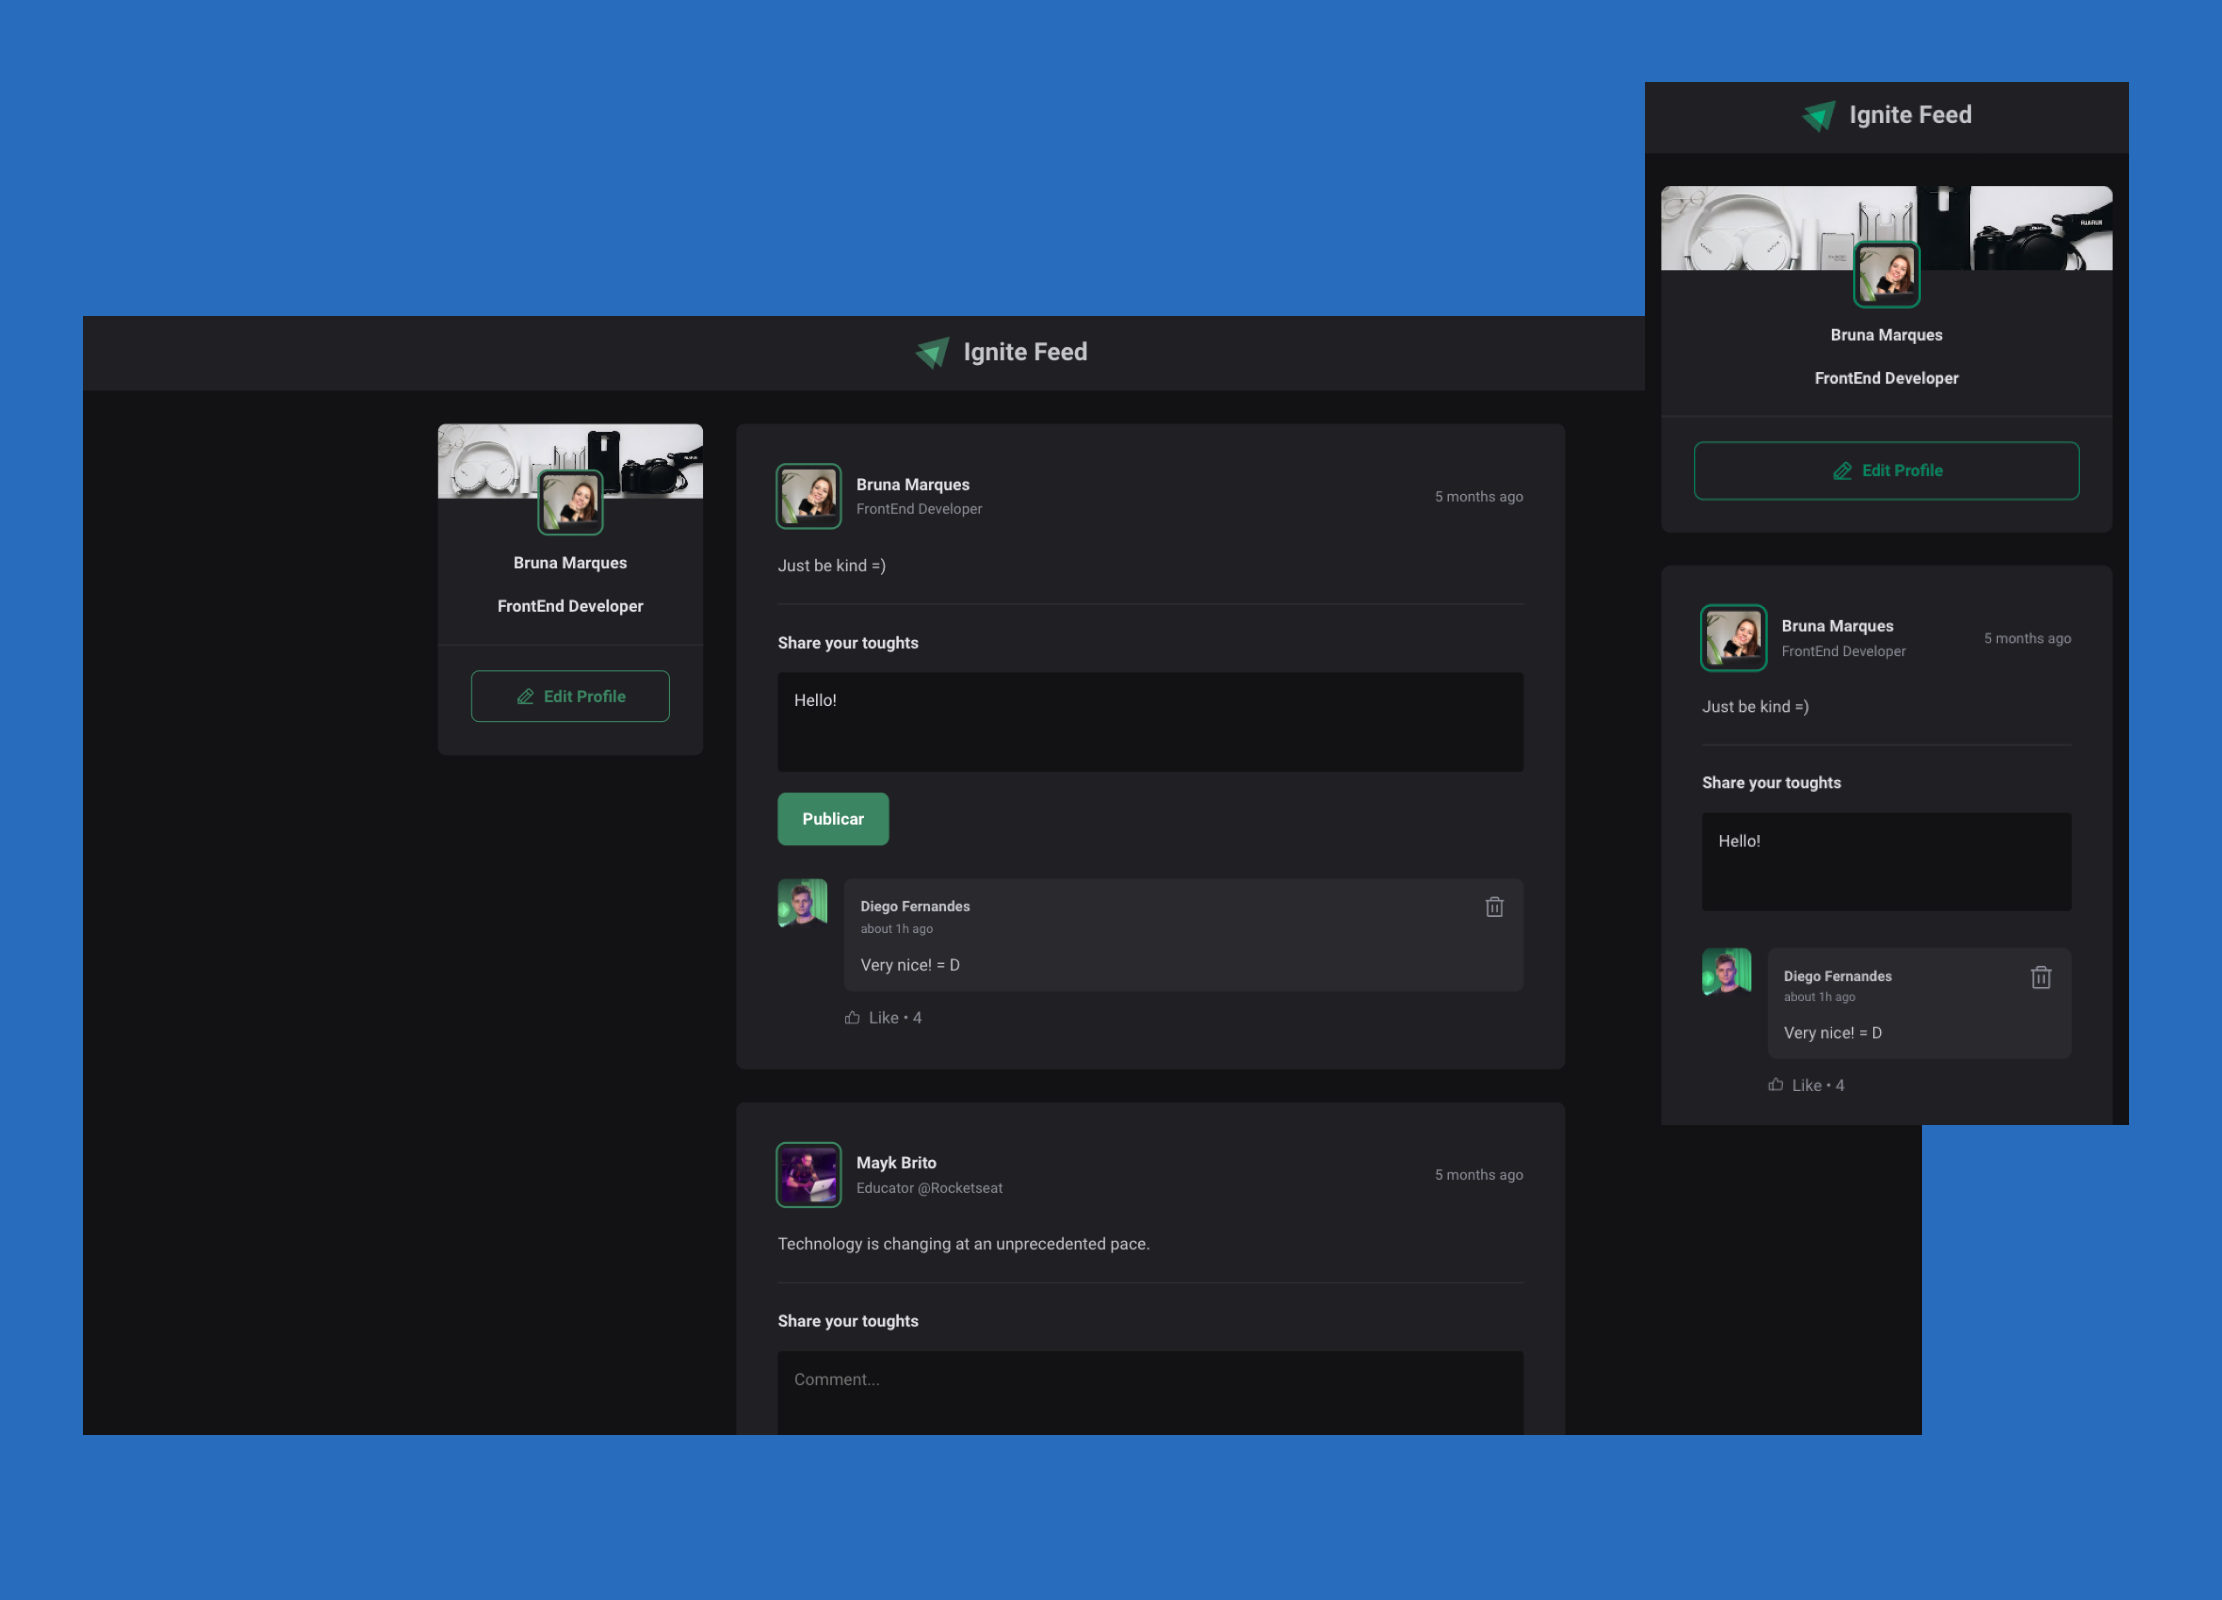 Ignite Feed
Bruna Marques
FrontEnd Developer
Edit Profile
Bruna Marques
FrontEnd Developer
5 months ago
Just be kind =)
Share your toughts
Hello!
Publicar
Diego Fernandes
about 1h ago
Very nice! = D
Like • 4
Mayk Brito
Educator @Rocketseat
5 months ago
Technology is changing at an unprecedented pace.
Share your toughts
Comment...
Ignite Feed
Bruna Marques
FrontEnd Developer
Edit Profile
Bruna Marques
FrontEnd Developer
5 months ago
Just be kind =)
Share your toughts
Hello!
Diego Fernandes
about 1h ago
Very nice! = D
Like • 4